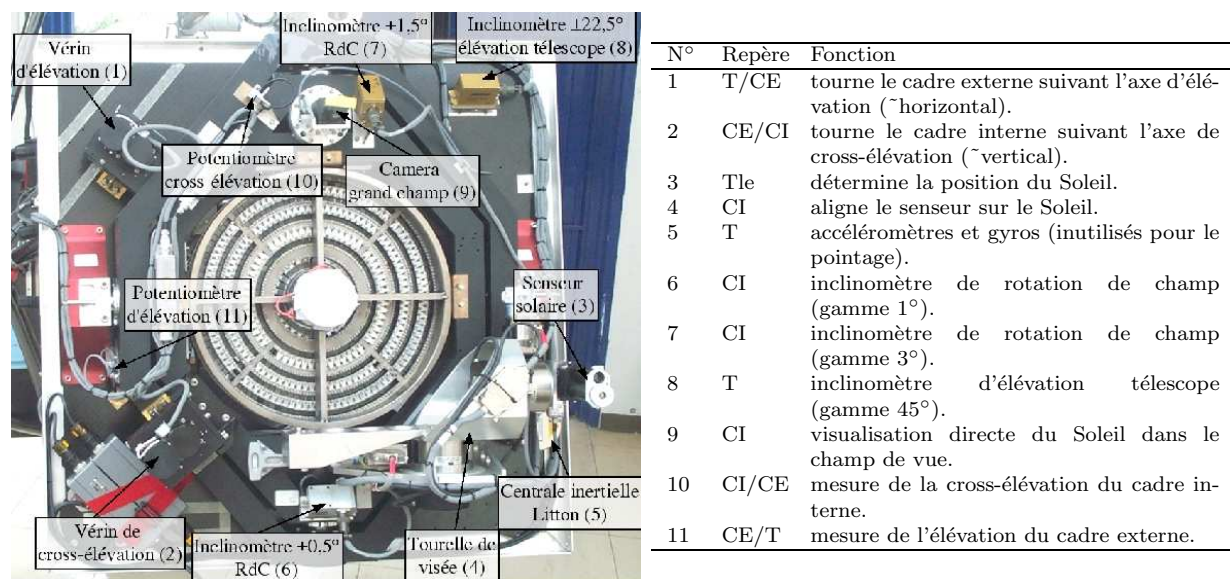 Inclinomètre +1,5°
RdC (7)
Inclinomètre ⊥22,5°
élévation télescope (8)
Vérin
d'élévation (1)
Potentiomètre
cross élévation (10)
Camera
grand champ (9)
Senseur
solaire (3)
Potentiomètre
d'élévation (11)
Centrale inertielle
Litton (5)
Vérin de
cross-élévation (2)
Inclinomètre +0.5°
RdC (6)
Tourelle de
visée (4)
N° Repère Fonction
1 T/CE tourne le cadre externe suivant l'axe d'élé-
vation (˜horizontal).
2 CE/CI tourne le cadre interne suivant l'axe de
cross-élévation (˜vertical).
3 Tle détermine la position du Soleil.
4 CI aligne le senseur sur le Soleil.
5 T accéléromètres et gyros (inutilisés pour le
pointage).
6 CI inclinomètre de rotation de champ
(gamme 1°).
7 CI inclinomètre de rotation de champ
(gamme 3°).
8 T inclinomètre d'élévation télescope
(gamme 45°).
9 CI visualisation directe du Soleil dans le
champ de vue.
10 CI/CE mesure de la cross-élévation du cadre in-
terne.
11 CE/T mesure de l'élévation du cadre externe.